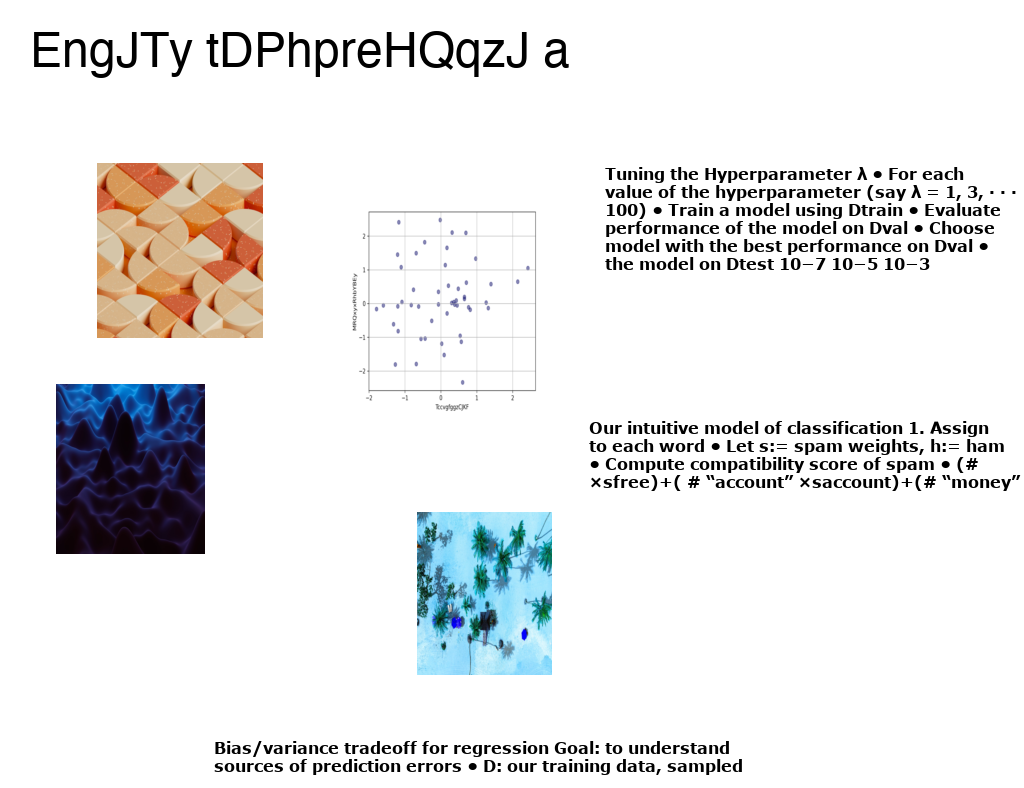 EngJTy tDPhpreHQqzJ a
Tuning the Hyperparameter λ ● For each
value of the hyperparameter (say λ = 1, 3, · · ·
100) ● Train a model using Dtrain ● Evaluate
performance of the model on Dval ● Choose
model with the best performance on Dval ●
the model on Dtest 10−7 10−5 10−3
2
1
0
−1
−2
−2 −1 0 1 2
Our intuitive model of classification 1. Assign
to each word ● Let s:= spam weights, h:= ham
● Compute compatibility score of spam ● (#
×sfree)+( # “account” ×saccount)+(# “money”
Bias/variance tradeoff for regression Goal: to understand
sources of prediction errors ● D: our training data, sampled